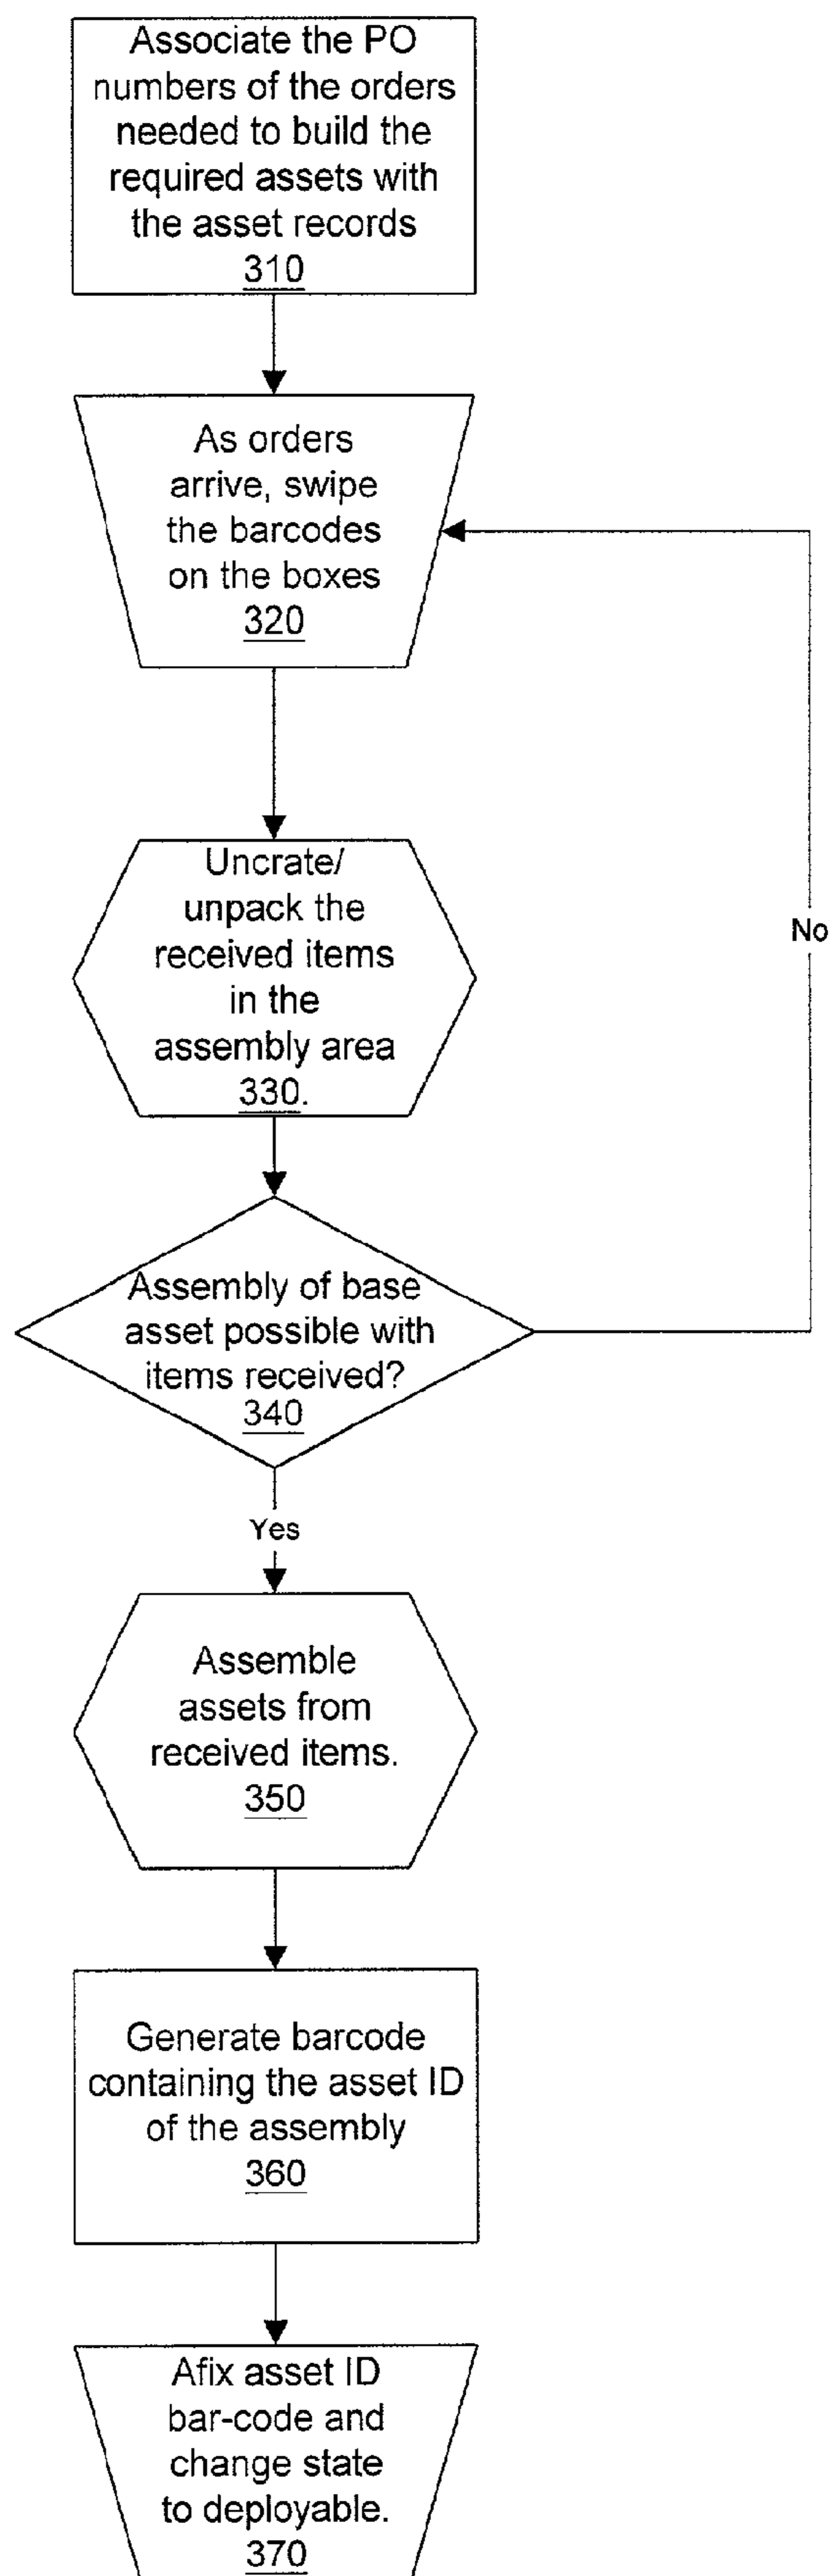 Associate the PO
numbers of the orders
needed to build the
required assets with
the asset records
310
As orders
arrive, swipe
the barcodes
on the boxes
320
Uncrate/
unpack the
received items
in the
assembly area
330.
No
Assembly of base
asset possible with
items received?
340
Yes
Assemble
assets from
received items.
350
Generate barcode
containing the asset ID
of the assembly
360
Afix asset ID
bar-code and
change state
to deployable.
370